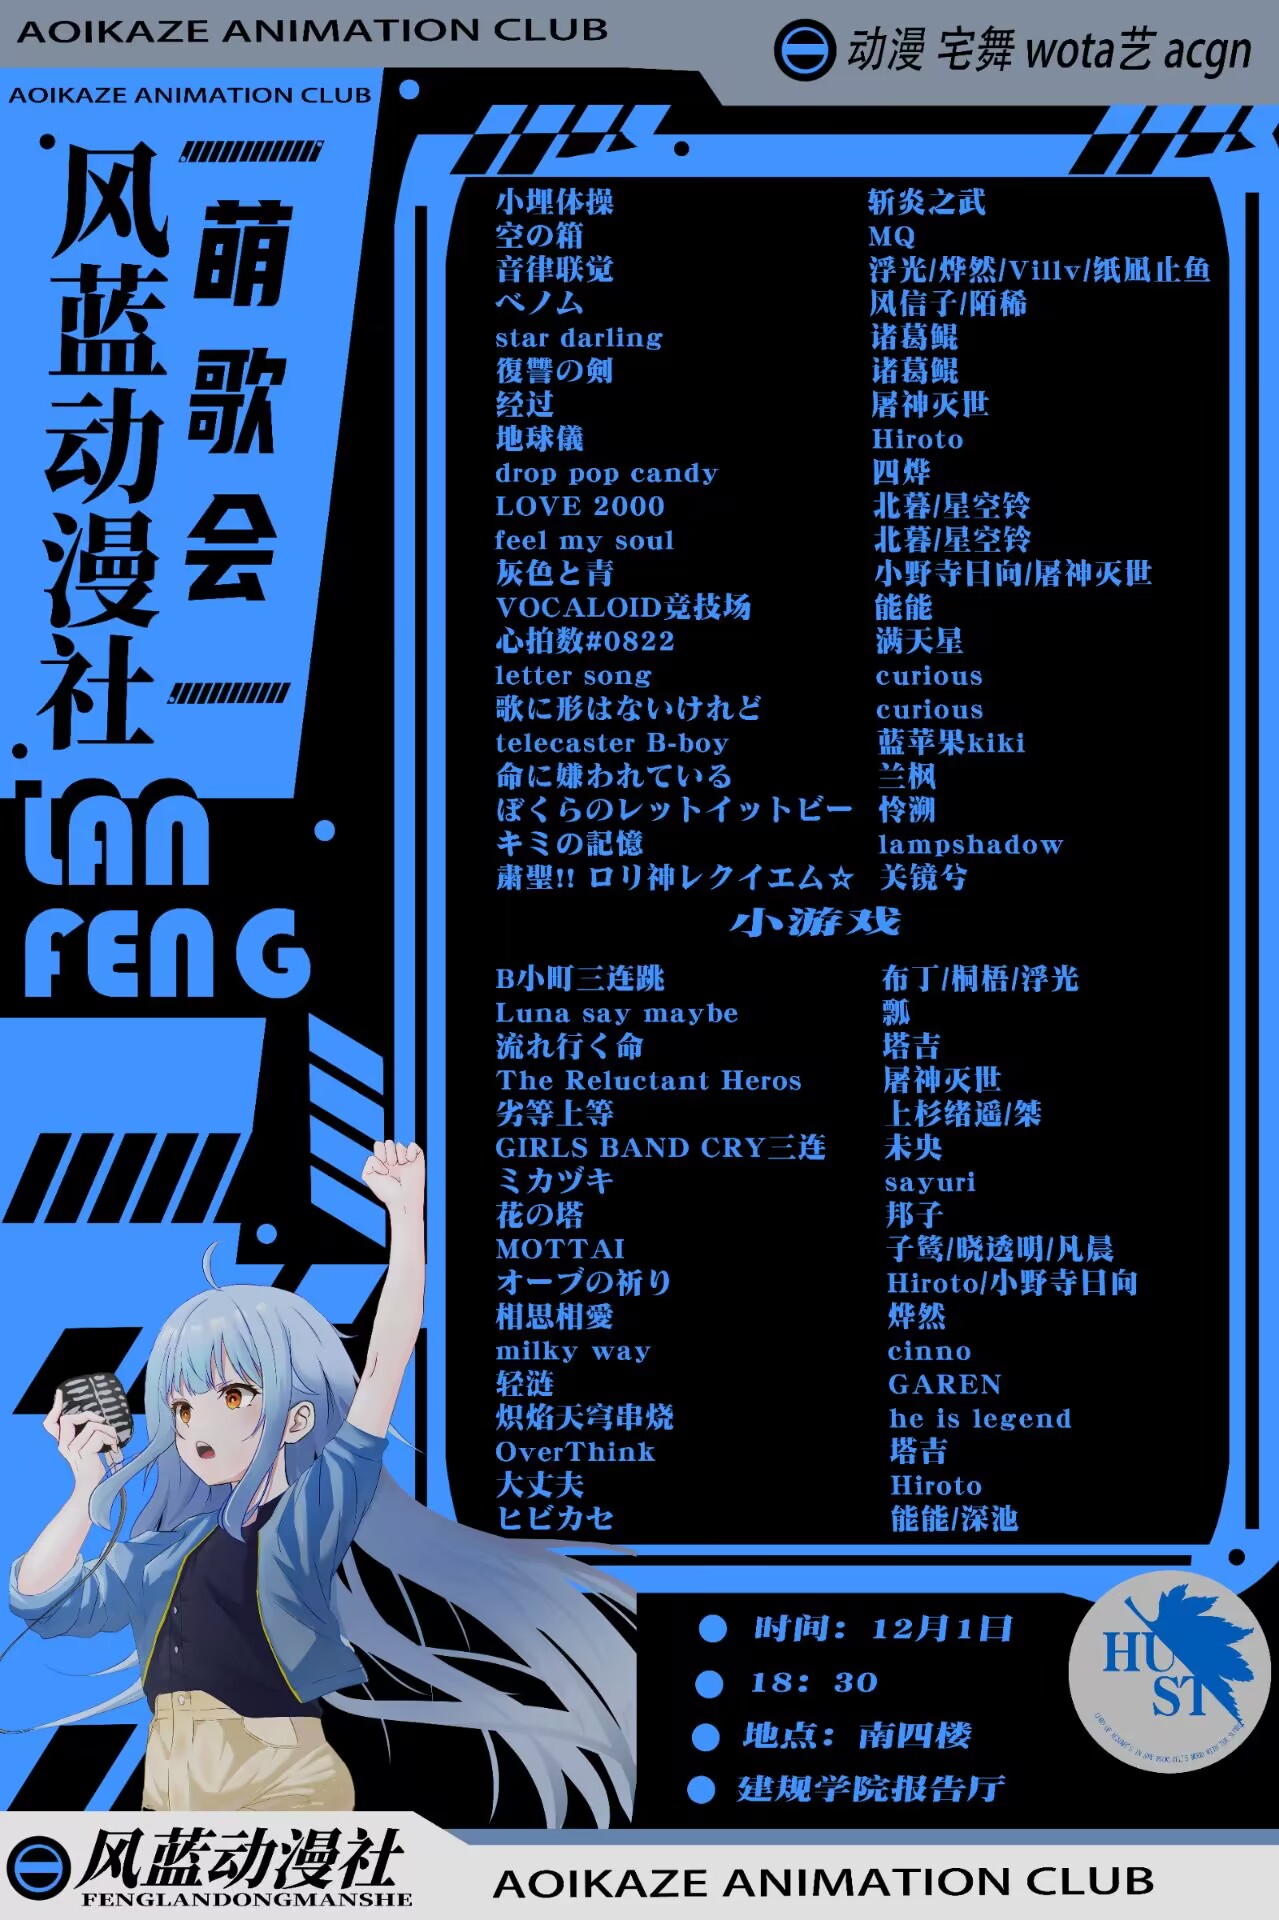 AOIKAZE ANIMATION CLUB
动漫 宅舞 wota艺 acgn
AOIKAZE ANIMATION CLUB
风蓝动漫社
萌歌会
LAN
FENG
小埋体操 斩炎之武
空の箱 MQ
音律联觉 浮光/烨然/Villv/纸凪止鱼
ベノム 风信子/陌稀
star darling 诸葛鲲
復讐の剣 诸葛鲲
经过 屠神灭世
地球儀 Hiroto
drop pop candy 四烨
LOVE 2000 北暮/星空铃
feel my soul 北暮/星空铃
灰色と青 小野寺日向/屠神灭世
VOCALOID竞技场 能能
心拍数#0822 满天星
letter song curious
歌に形はないけれど curious
telecaster B-boy 蓝苹果kiki
命に嫌われている 兰枫
ぼくらのレットイットビー 怜溯
キミの記憶 lampshadow
粛聖!! ロリ神レクイエム☆ 关镜兮
小游戏
B小町三连跳 布丁/桐梧/浮光
Luna say maybe 瓢
流れ行く命 塔吉
The Reluctant Heros 屠神灭世
劣等上等 上杉绪遥/桀
GIRLS BAND CRY三连 未央
ミカヅキ sayuri
花の塔 邦子
MOTTAI 子鸶/晓透明/凡晨
オーブの祈り Hiroto/小野寺日向
相思相愛 烨然
milky way cinno
轻涟 GAREN
炽焰天穹串烧 he is legend
OverThink 塔吉
大丈夫 Hiroto
ヒビカセ 能能/深池
时间：12月1日
18：30
地点：南四楼
建规学院报告厅
HUST
风蓝动漫社
FENGLANDONGMANSHE
AOIKAZE ANIMATION CLUB